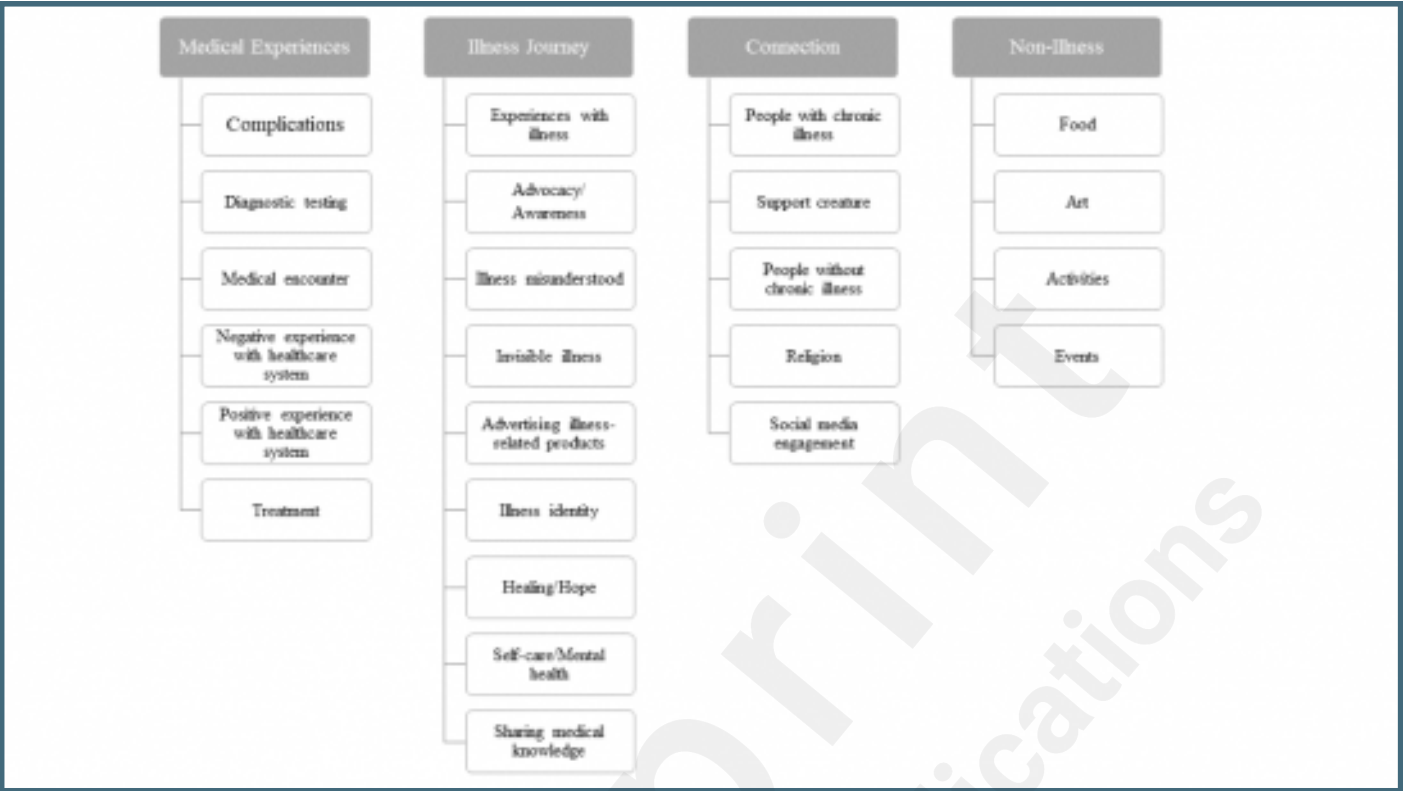 Medical Experiences
Complications
Diagnostic testing
Medical encounter
Negative experience
with healthcare
system
Positive experience
with healthcare
system
Treatment
Illness Journey
Experiences with
illness
Advocacy/
Awareness
Illness misunderstood
Invisible illness
Advertising illness-
related products
Illness identity
Healing/Hope
Self-care/Mental
health
Sharing medical
knowledge
Connection
People with chronic
illness
Support creature
People without
chronic illness
Religion
Social media
engagement
Non-Illness
Food
Art
Activities
Events
print
ications